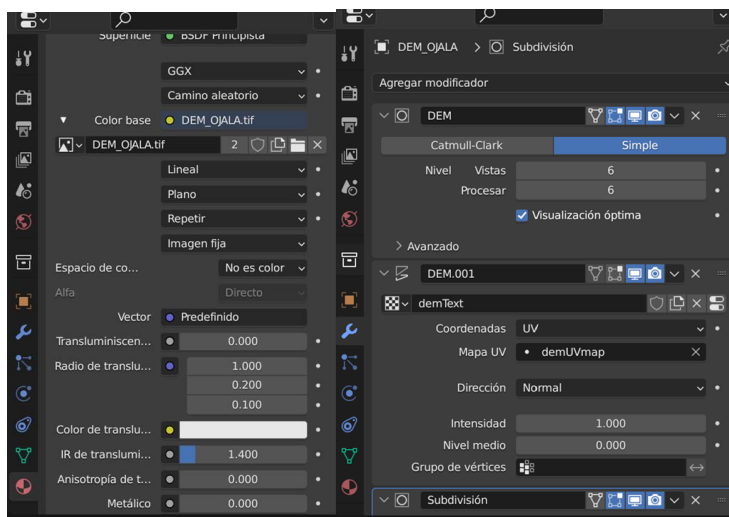 Superficie BSDF Principista
GGX
Camino aleatorio
Color base DEM_OJALA.tif
DEM_OJALA.tif 2
Lineal
Plano
Repetir
Imagen fija
Espacio de co... No es color
Alfa Directo
Vector Predefinido
Transluminiscen... 0.000
Radio de translu... 1.000
0.200
0.100
Color de translu...
IR de translumi... 1.400
Anisotropía de t... 0.000
Metálico 0.000
DEM_OJALA > Subdivisión
Agregar modificador
DEM
Catmull-Clark Simple
Nivel Vistas 6
Procesar 6
Visualización óptima
Avanzado
DEM.001
demText
Coordenadas UV
Mapa UV demUVmap
Dirección Normal
Intensidad 1.000
Nivel medio 0.000
Grupo de vértices
Subdivisión